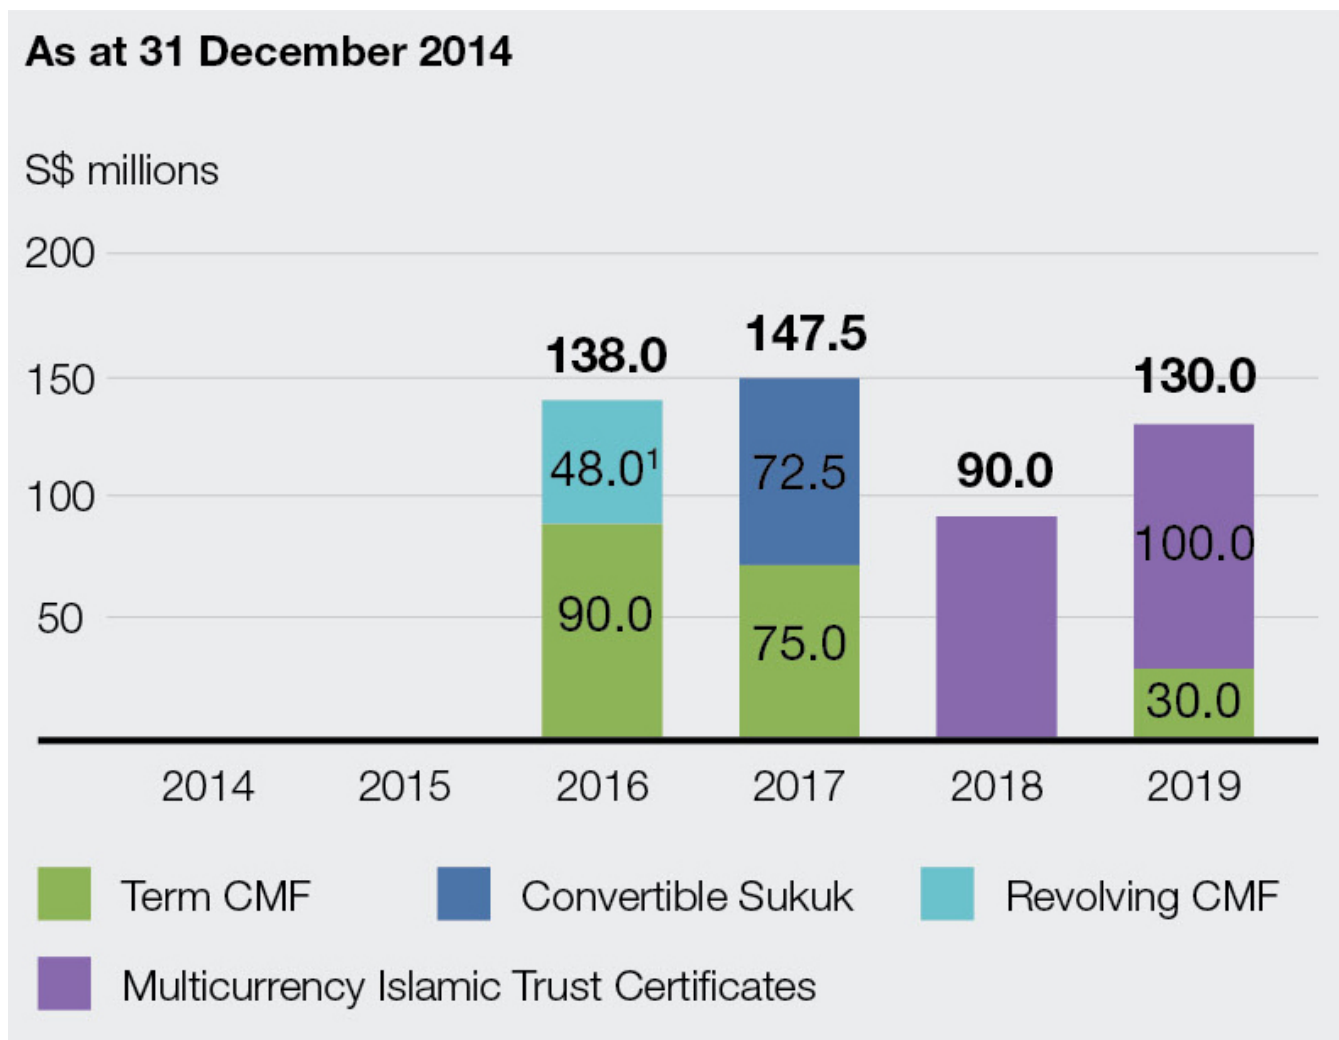 As at 31 December 2014
S$ millions
200
150
100
50
138.0
147.5
90.0
130.0
48.0¹
72.5
100.0
90.0
75.0
30.0
2014 2015 2016 2017 2018 2019
Term CMF Convertible Sukuk Revolving CMF
Multicurrency Islamic Trust Certificates